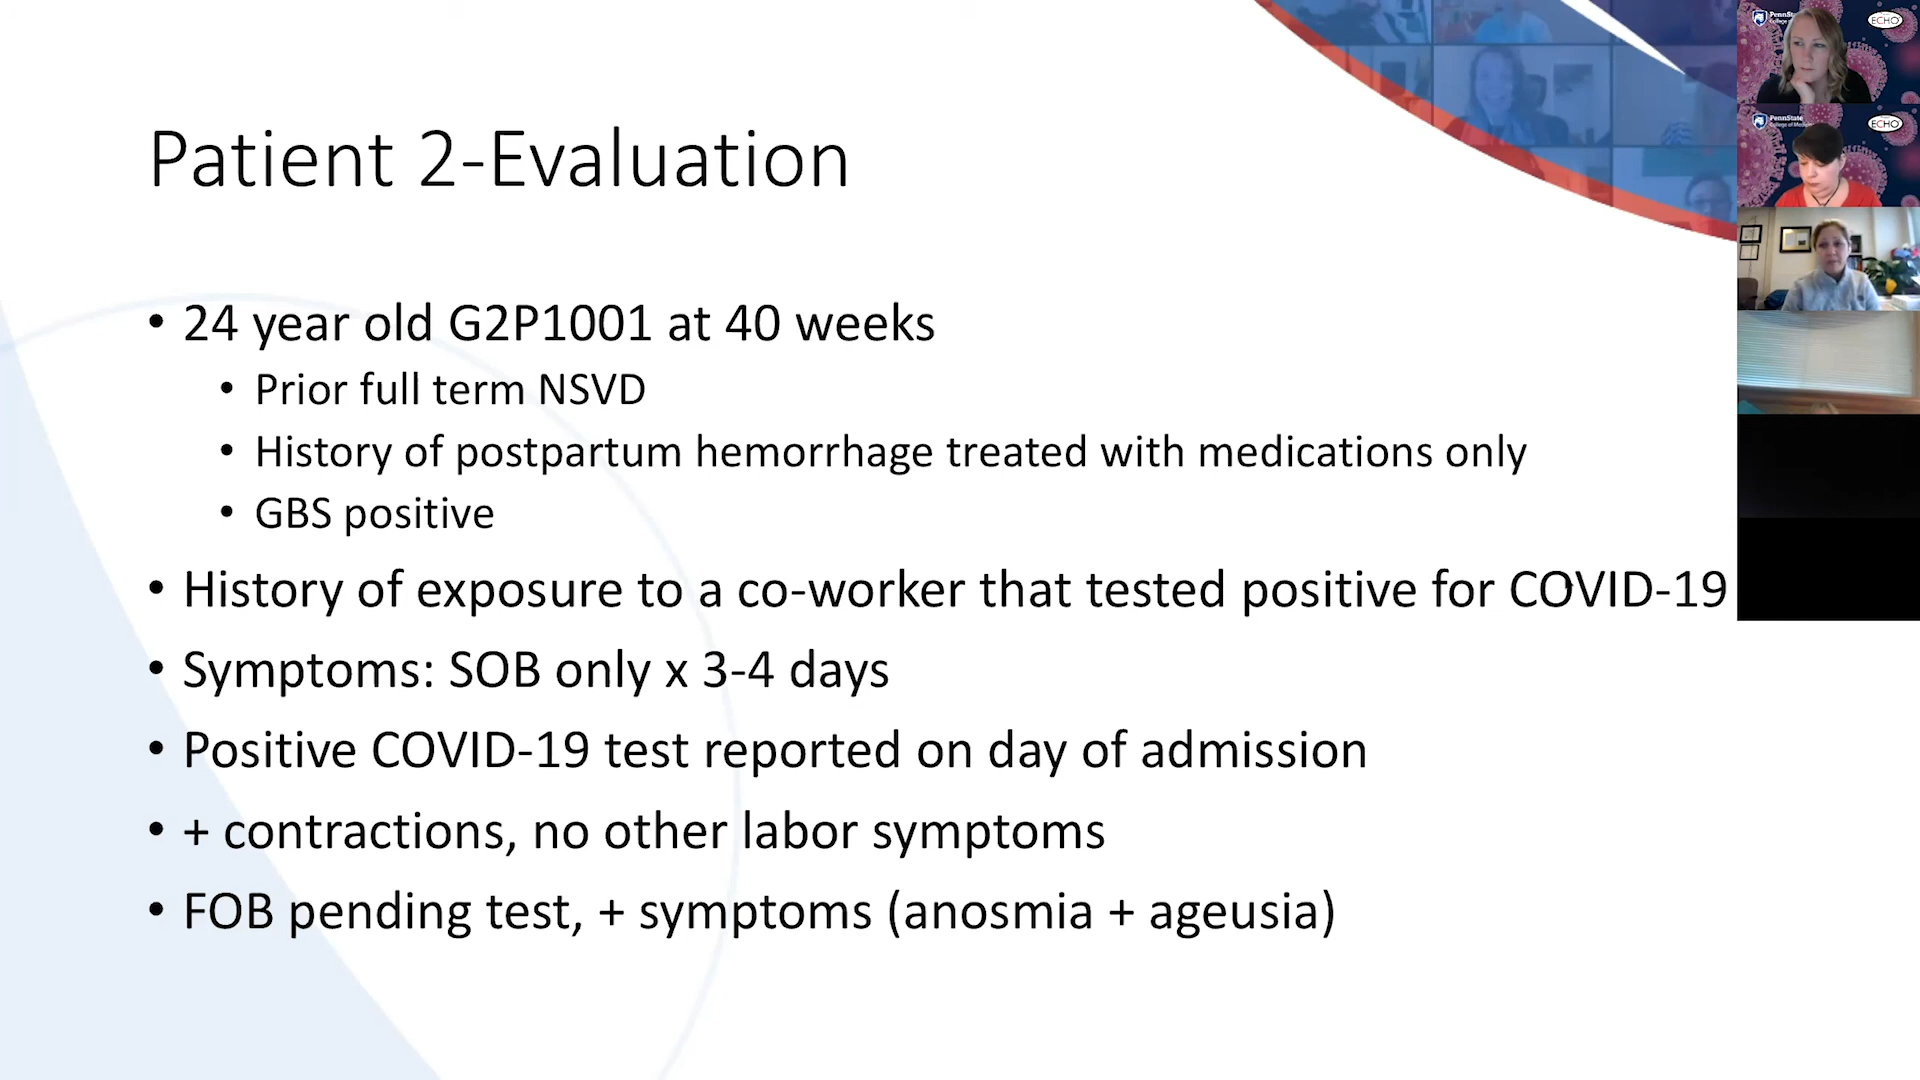 Patient 2-Evaluation
• 24 year old G2P1001 at 40 weeks
• Prior full term NSVD
• History of postpartum hemorrhage treated with medications only
• GBS positive
• History of exposure to a co-worker that tested positive for COVID-19
• Symptoms: SOB only x 3-4 days
• Positive COVID-19 test reported on day of admission
• + contractions, no other labor symptoms
• FOB pending test, + symptoms (anosmia + ageusia)
ECHO
PennState
ECHO